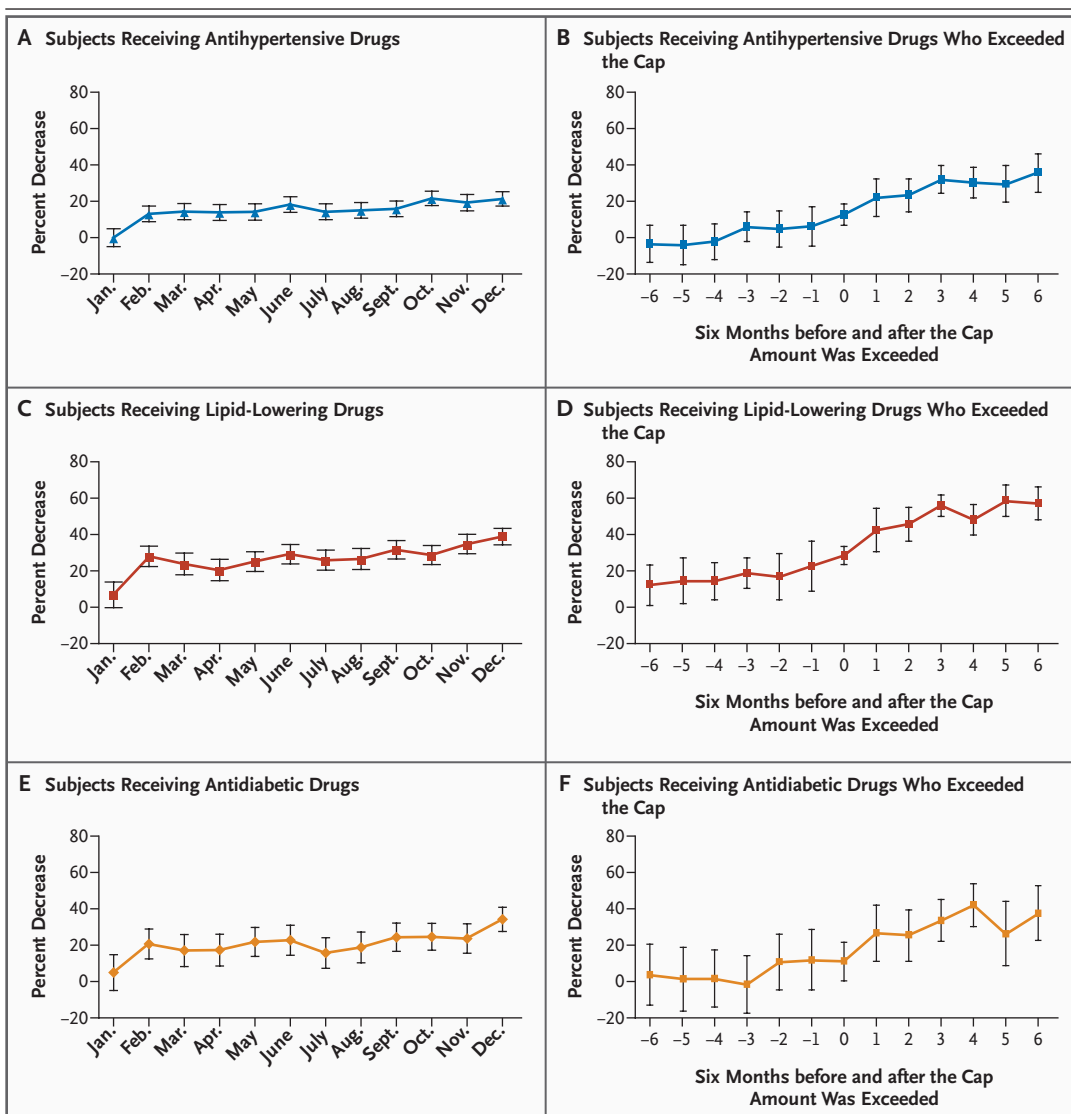 A Subjects Receiving Antihypertensive Drugs
Percent Decrease
80
60
40
20
0
–20
Jan. Feb. Mar. Apr. May June July Aug. Sept. Oct. Nov. Dec.
B Subjects Receiving Antihypertensive Drugs Who Exceeded
the Cap
Percent Decrease
80
60
40
20
0
–20
–6 –5 –4 –3 –2 –1 0 1 2 3 4 5 6
Six Months before and after the Cap
Amount Was Exceeded
C Subjects Receiving Lipid-Lowering Drugs
Percent Decrease
80
60
40
20
0
–20
Jan. Feb. Mar. Apr. May June July Aug. Sept. Oct. Nov. Dec.
D Subjects Receiving Lipid-Lowering Drugs Who Exceeded
the Cap
Percent Decrease
80
60
40
20
0
–20
–6 –5 –4 –3 –2 –1 0 1 2 3 4 5 6
Six Months before and after the Cap
Amount Was Exceeded
E Subjects Receiving Antidiabetic Drugs
Percent Decrease
80
60
40
20
0
–20
Jan. Feb. Mar. Apr. May June July Aug. Sept. Oct. Nov. Dec.
F Subjects Receiving Antidiabetic Drugs Who Exceeded
the Cap
Percent Decrease
80
60
40
20
0
–20
–6 –5 –4 –3 –2 –1 0 1 2 3 4 5 6
Six Months before and after the Cap
Amount Was Exceeded